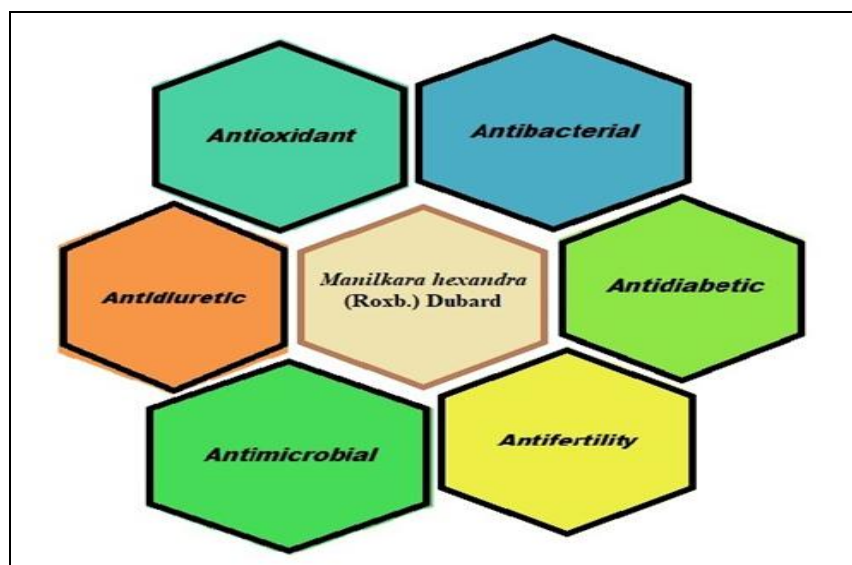 Antioxidant
Antibacterial
Antidiuretic
Manilkara hexandra
(Roxb.) Dubard
Antidiabetic
Antimicrobial
Antifertility